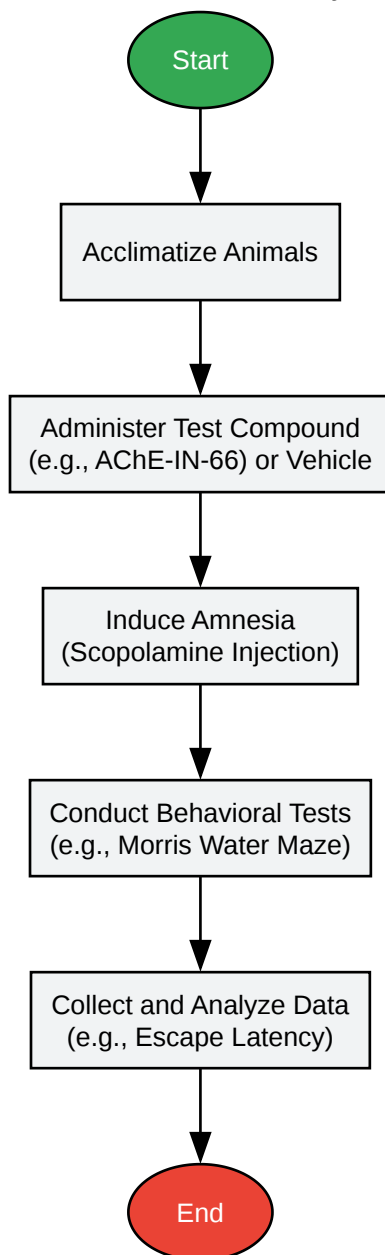 Start
Acclimatize Animals
Administer Test Compound
(e.g., AChE-IN-66) or Vehicle
Induce Amnesia
(Scopolamine Injection)
Conduct Behavioral Tests
(e.g., Morris Water Maze)
Collect and Analyze Data
(e.g., Escape Latency)
End